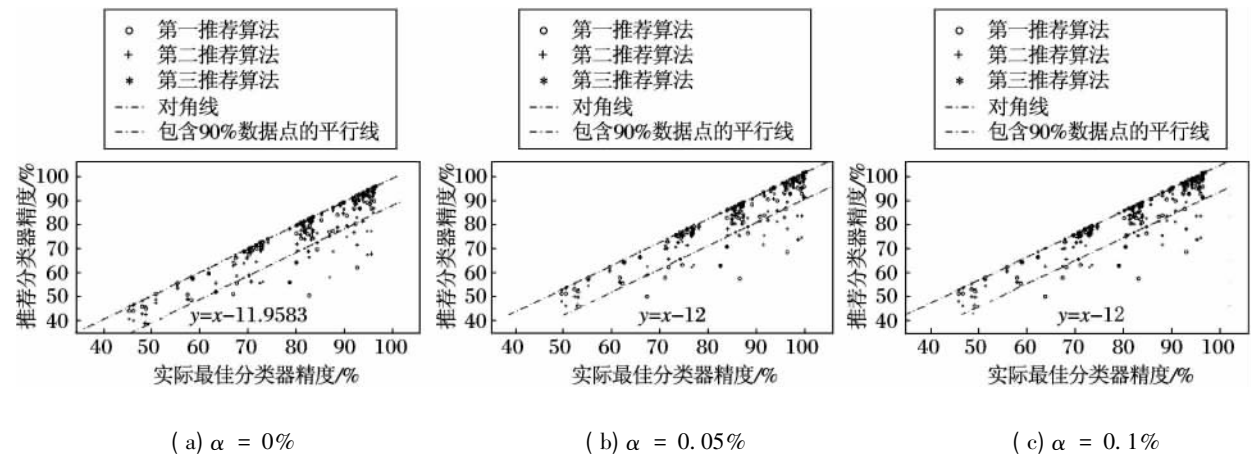 第一推荐算法
第二推荐算法
第三推荐算法
对角线
包含90%数据点的平行线
推荐分类器精度/%
100
90
80
70
60
50
40
y=x-11.9583
40 50 60 70 80 90 100
实际最佳分类器精度/%
(a) α = 0%
第一推荐算法
第二推荐算法
第三推荐算法
对角线
包含90%数据点的平行线
推荐分类器精度/%
100
90
80
70
60
50
40
y=x-12
40 50 60 70 80 90 100
实际最佳分类器精度/%
(b) α = 0.05%
第一推荐算法
第二推荐算法
第三推荐算法
对角线
包含90%数据点的平行线
推荐分类器精度/%
100
90
80
70
60
50
40
y=x-12
40 50 60 70 80 90 100
实际最佳分类器精度/%
(c) α = 0.1%